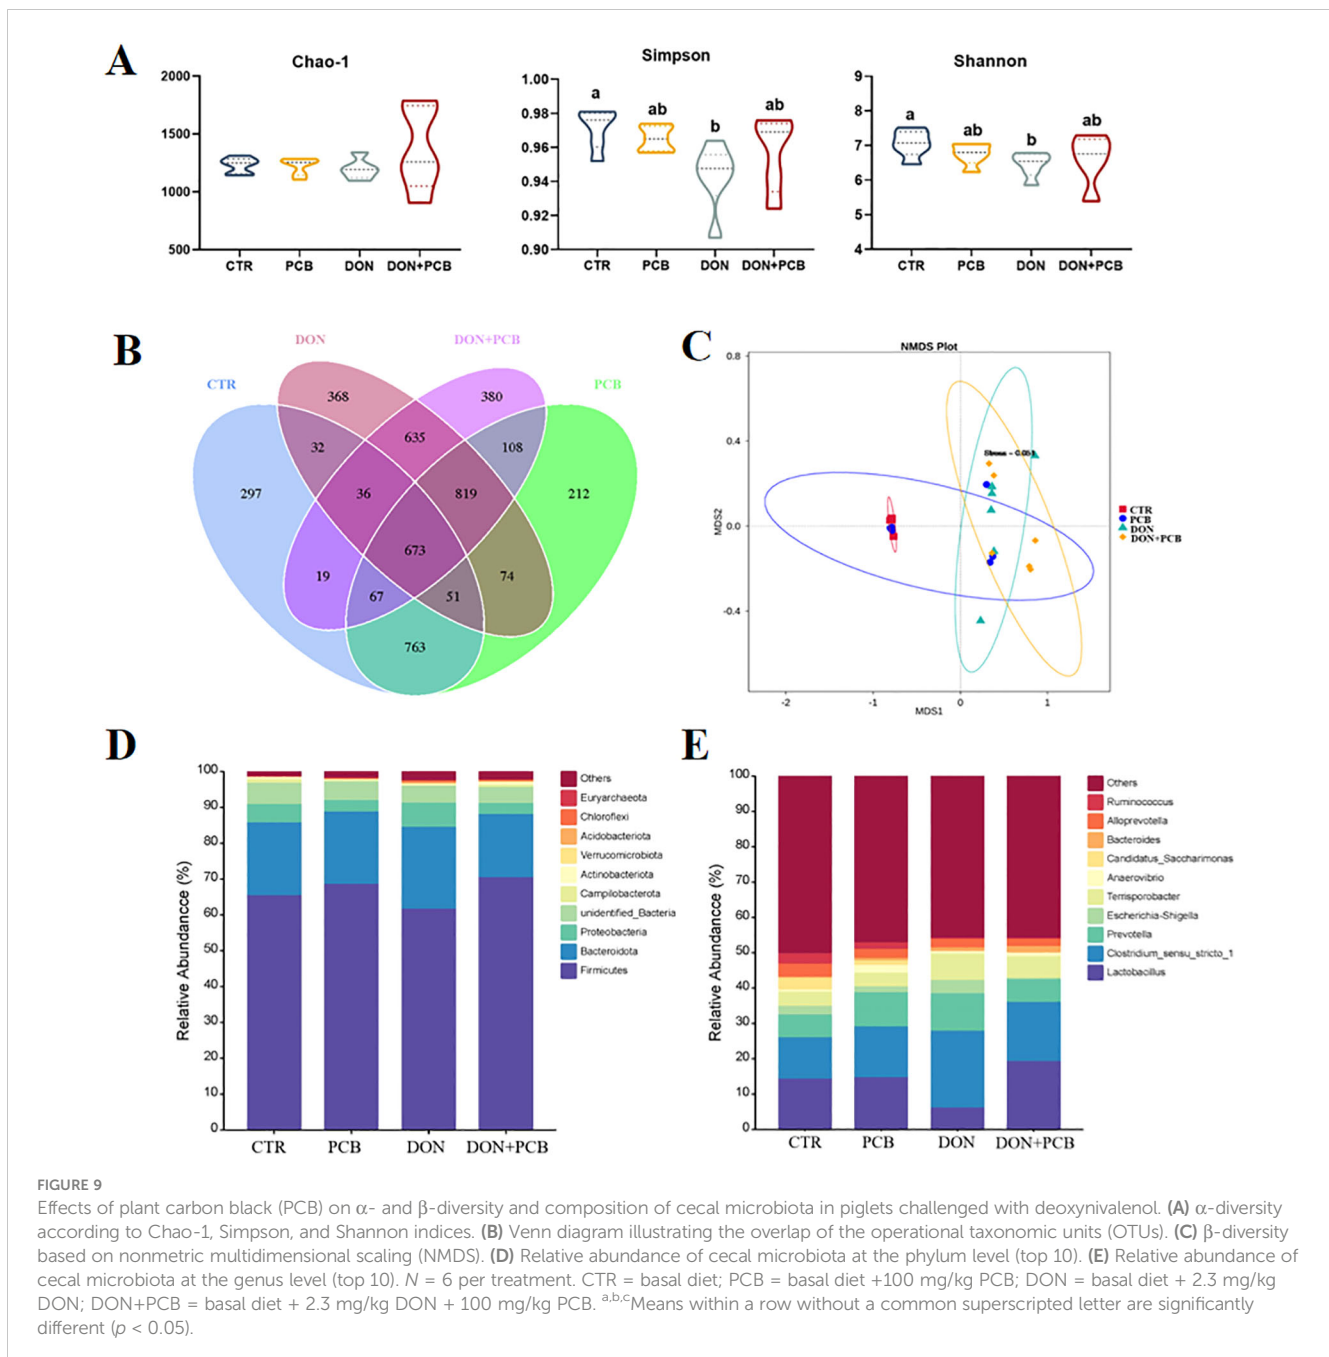 A
Chao-1
2000
1500
1000
500
CTR PCB DON DON+PCB
Simpson
1.00
0.98
0.96
0.94
0.92
0.90
a ab b ab
CTR PCB DON DON+PCB
Shannon
9
8
7
6
5
4
a ab b ab
CTR PCB DON DON+PCB
B
CTR DON DON+PCB PCB
368 380
32 635 108
297 36 819 212
673
19 67 51 74
763
C
NMDS Plot
0.8
0.4
0.0
-0.4
MDS2
-2 -1 0 1
MDS1
CTR
PCB
DON
DON+PCB
D
Relative Abundancce (%)
100
90
80
70
60
50
40
30
20
10
0
CTR PCB DON DON+PCB
Others
Euryarchaeota
Chloroflexi
Acidobacteriota
Verrucomicrobiota
Actinobacteriota
Campilobacterota
unidentified_Bacteria
Proteobacteria
Bacteroidota
Firmicutes
E
Relative Abundancce (%)
100
90
80
70
60
50
40
30
20
10
0
CTR PCB DON DON+PCB
Others
Ruminococcus
Alloprevotella
Bacteroides
Candidatus_Saccharimonas
Anaerovibrio
Terrisporobacter
Escherichia-Shigella
Prevotella
Clostridium_sensu_stricto_1
Lactobacillus
FIGURE 9
Effects of plant carbon black (PCB) on α- and β-diversity and composition of cecal microbiota in piglets challenged with deoxynivalenol. (A) α-diversity
according to Chao-1, Simpson, and Shannon indices. (B) Venn diagram illustrating the overlap of the operational taxonomic units (OTUs). (C) β-diversity
based on nonmetric multidimensional scaling (NMDS). (D) Relative abundance of cecal microbiota at the phylum level (top 10). (E) Relative abundance of
cecal microbiota at the genus level (top 10). N = 6 per treatment. CTR = basal diet; PCB = basal diet +100 mg/kg PCB; DON = basal diet + 2.3 mg/kg
DON; DON+PCB = basal diet + 2.3 mg/kg DON + 100 mg/kg PCB. a,b,cMeans within a row without a common superscripted letter are significantly
different (p < 0.05).